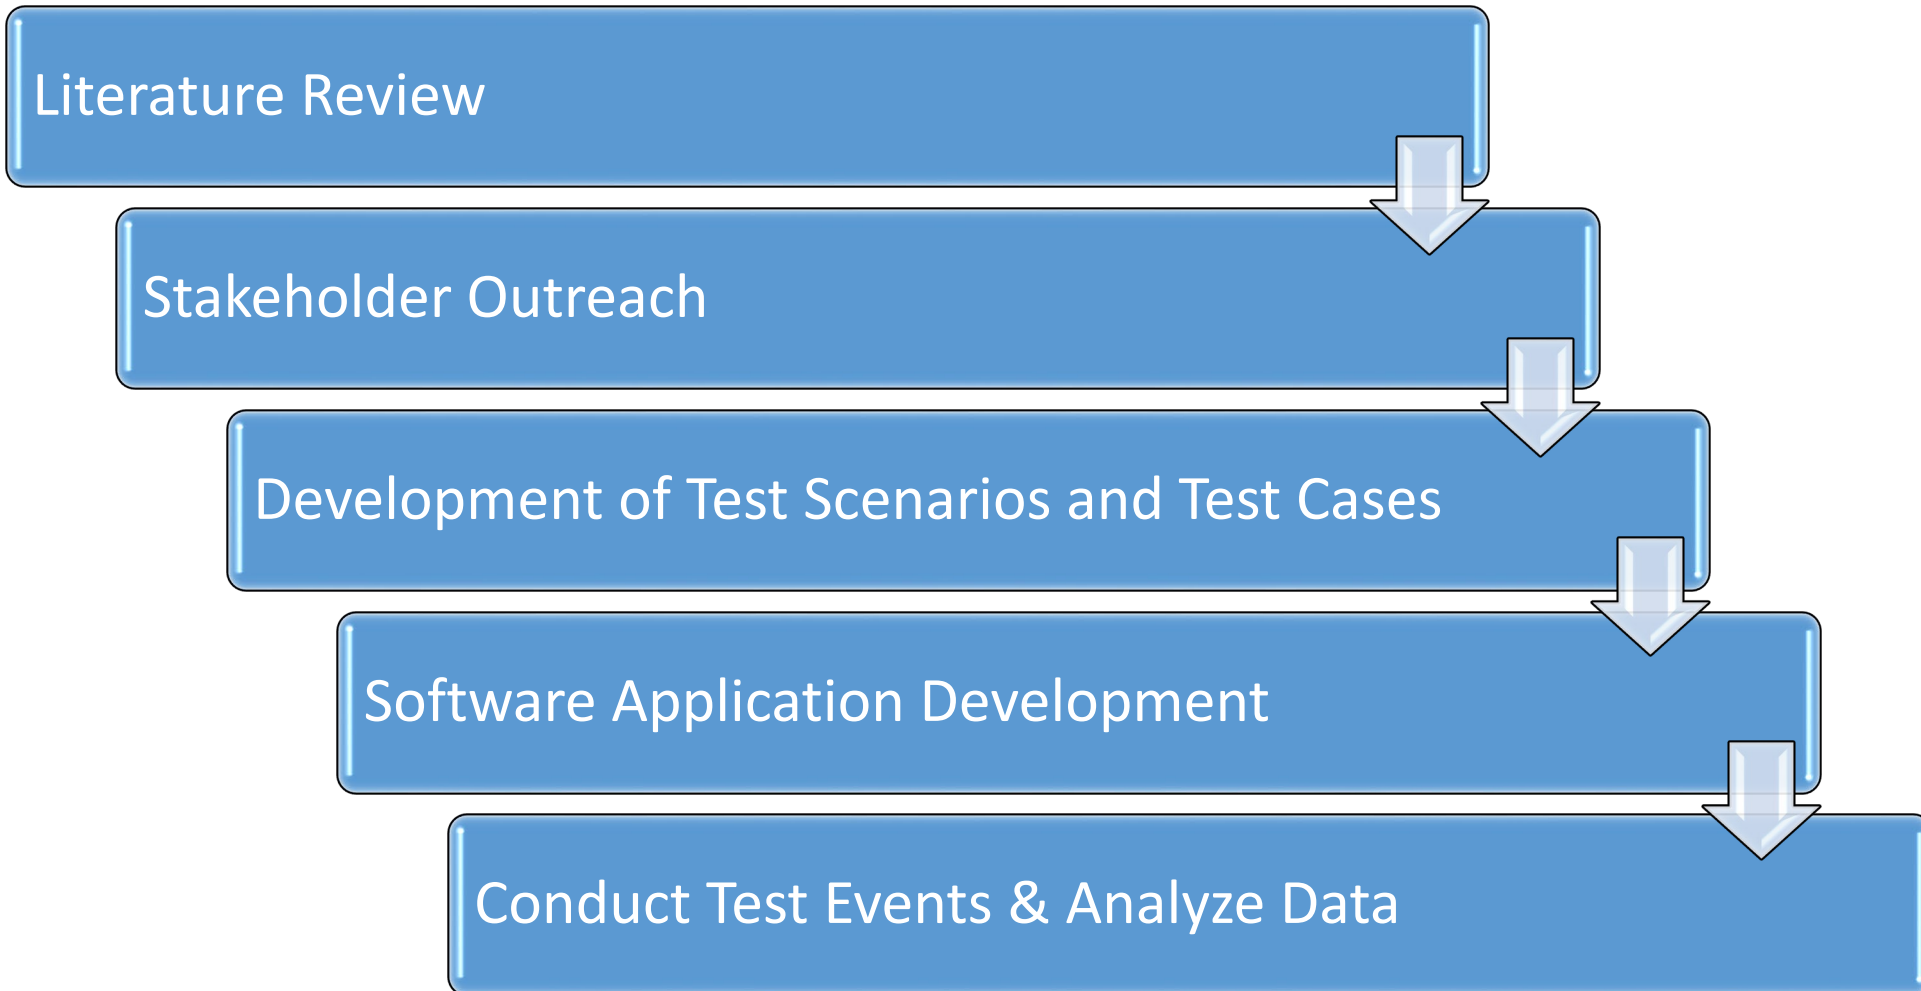 Literature Review
Stakeholder Outreach
Development of Test Scenarios and Test Cases
Software Application Development
Conduct Test Events & Analyze Data